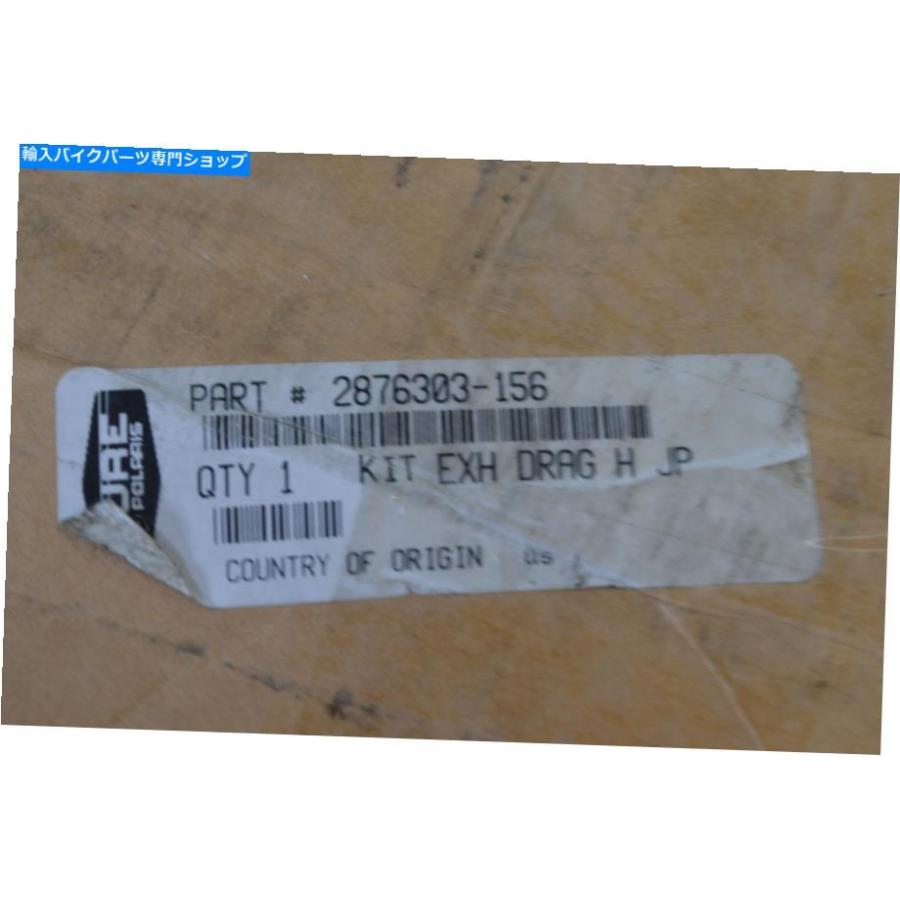 輸入バイクパーツ専門ショップ
PART # 2876303-156
QTY 1 KIT EXH DRAG H JP
COUNTRY OF ORIGIN us
POLARIS